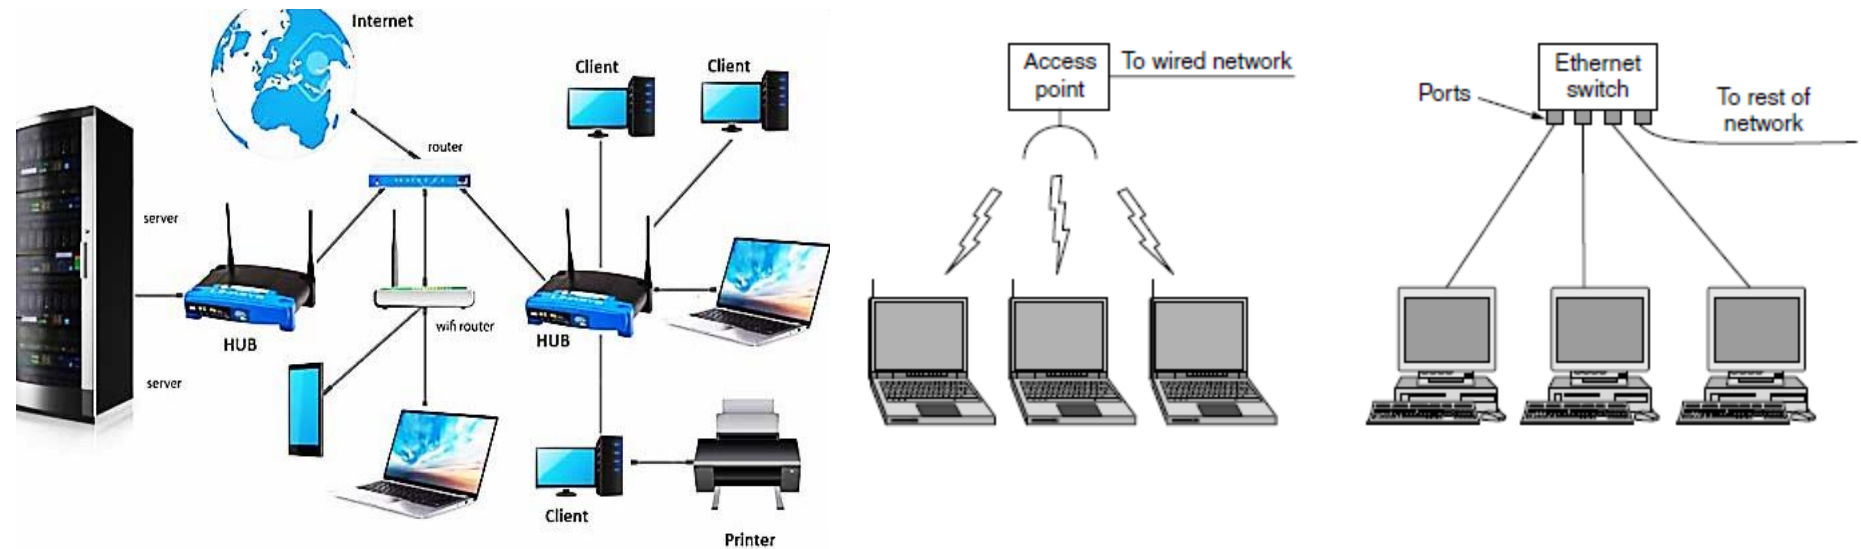 Internet
Client
Client
router
server
HUB
wifi router
HUB
server
Client
Printer
Access
point
To wired network
Ethernet
switch
Ports
To rest of
network